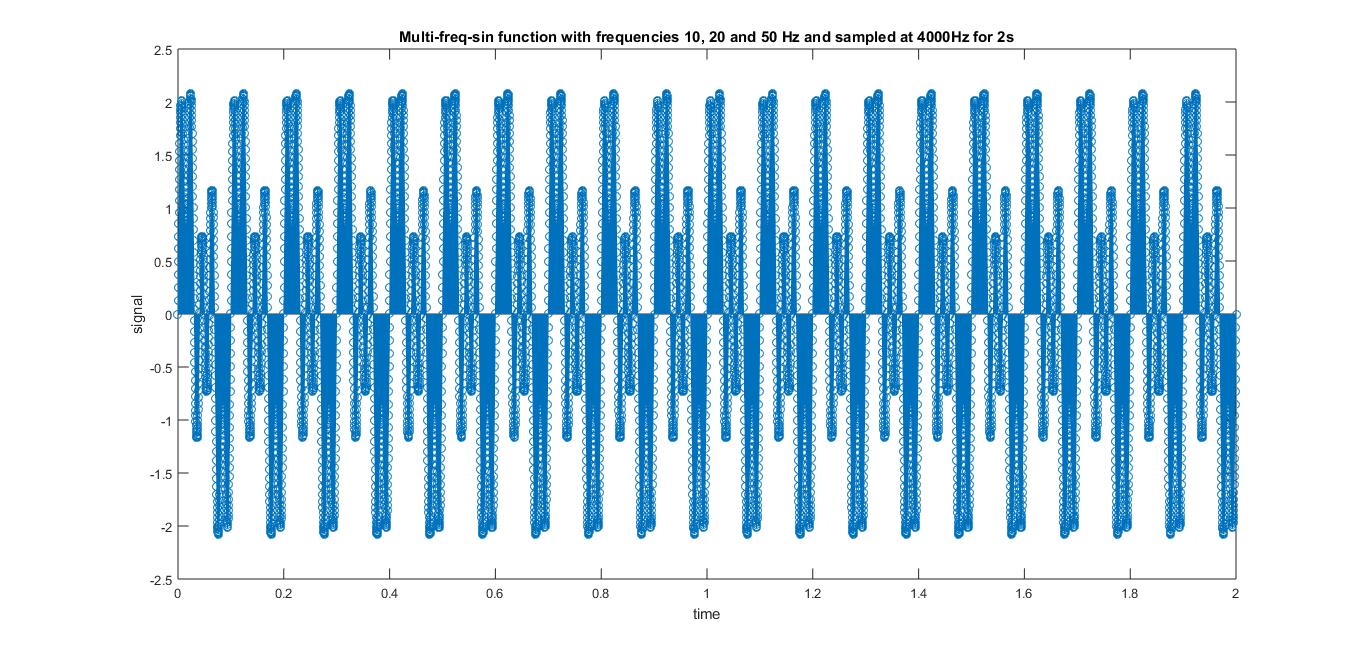 Multi-freq-sin function with frequencies 10, 20 and 50 Hz and sampled at 4000Hz for 2s
2.5
2
1.5
1
0.5
0
-0.5
-1
-1.5
-2
-2.5
signal
0 0.2 0.4 0.6 0.8 1 1.2 1.4 1.6 1.8 2
time